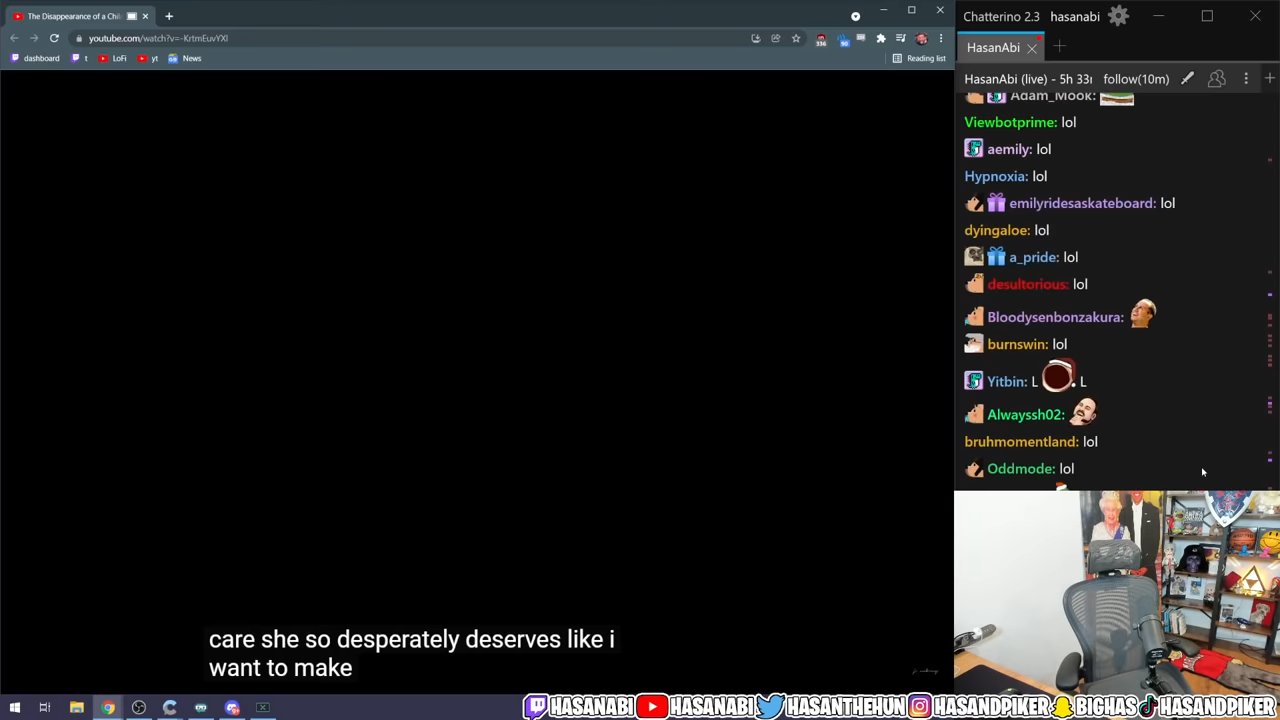 The Disappearance of a Chi
youtube.com/watch?v=-KrtmEuvYXI
dashboard
t
LoFi
yt
News
Reading list
336
90
Chatterino 2.3
hasanabi
HasanAbi
HasanAbi (live) - 5h 33
follow(10m)
Adam_Mook:
Viewbotprime: lol
aemily: lol
Hypnoxia: lol
emilyridesaskateboard: lol
dyingaloe: lol
a_pride: lol
desultorious: lol
Bloodysenbonzakura:
burnswin: lol
Yitbin: L L
Alwayssh02:
bruhmomentland: lol
Oddmode: lol
care she so desperately deserves like i
want to make
HASANABI
HASANABI
HASANTHEHUN
HASANDPIKER
BIGHAS
HASANDPIKER